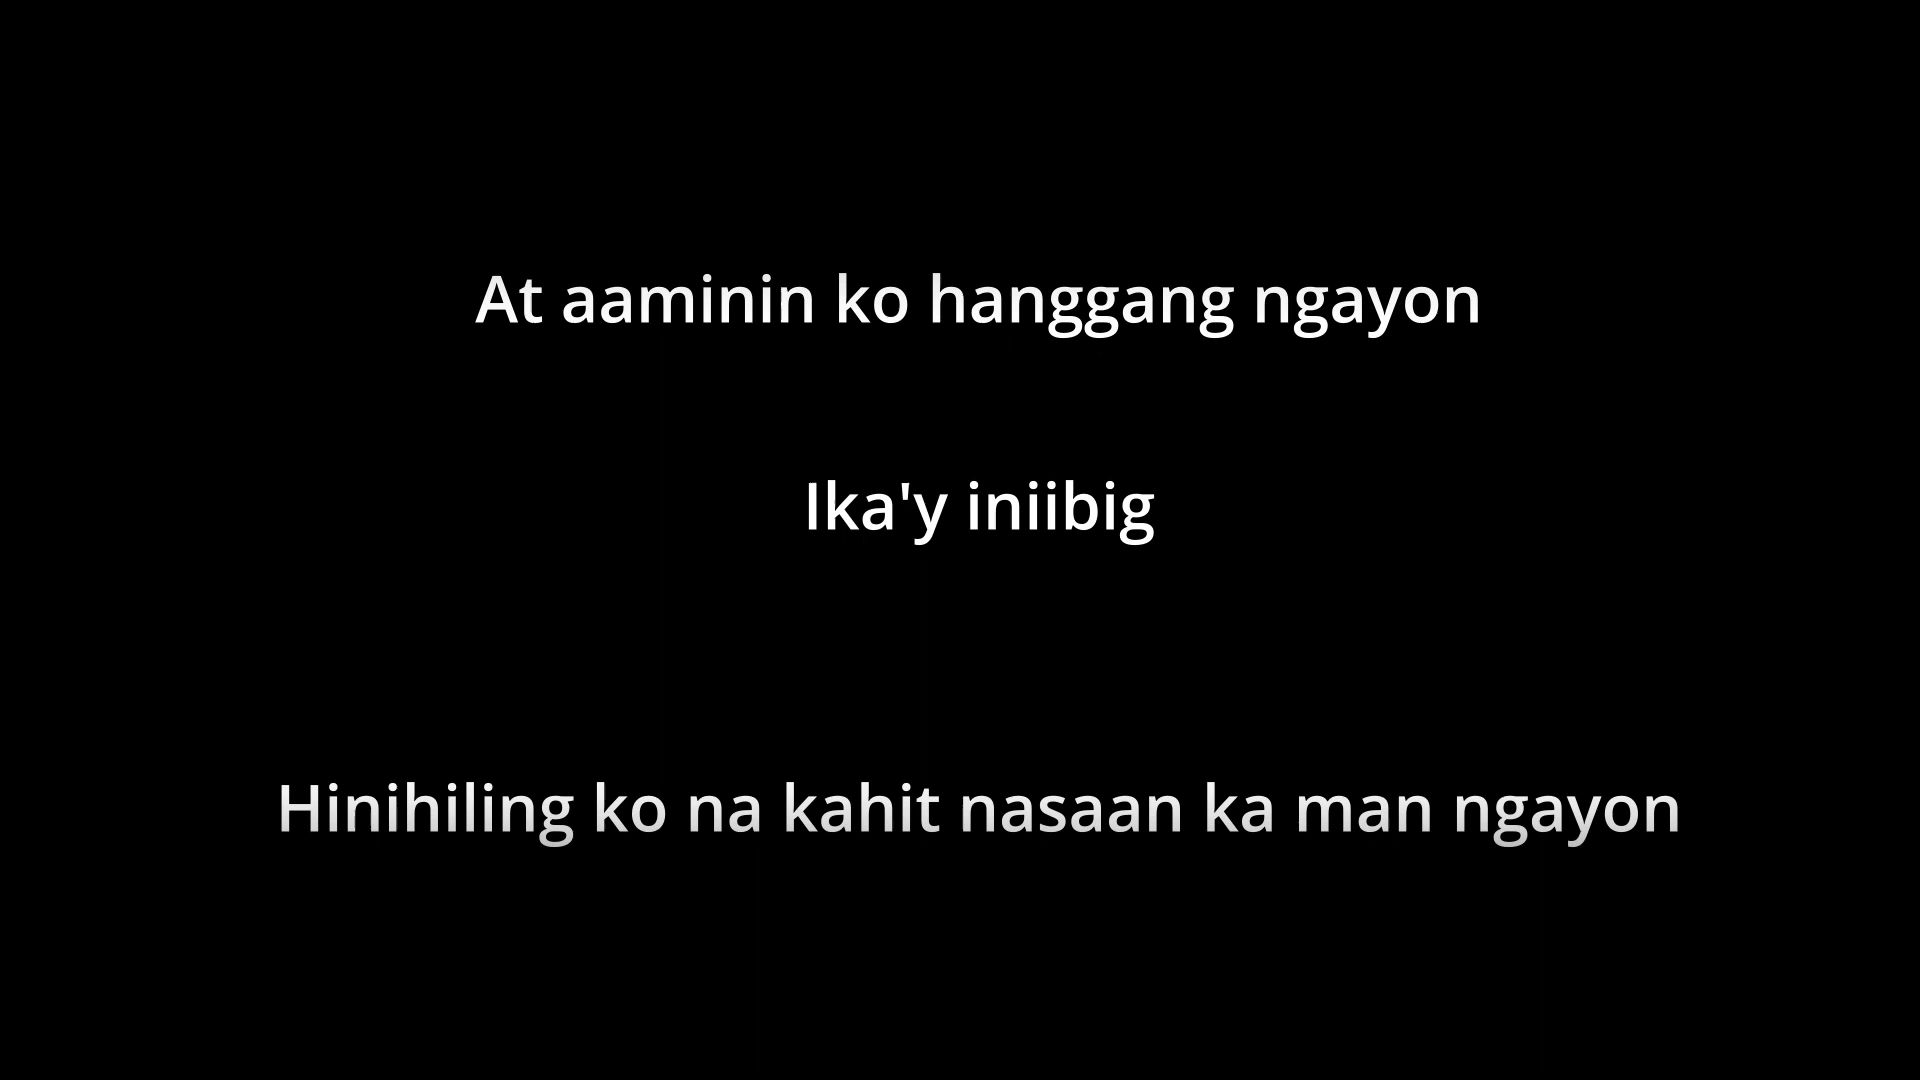 At aaminin ko hanggang ngayon
Ika'y iniibig
Hinihiling ko na kahit nasaan ka man ngayon